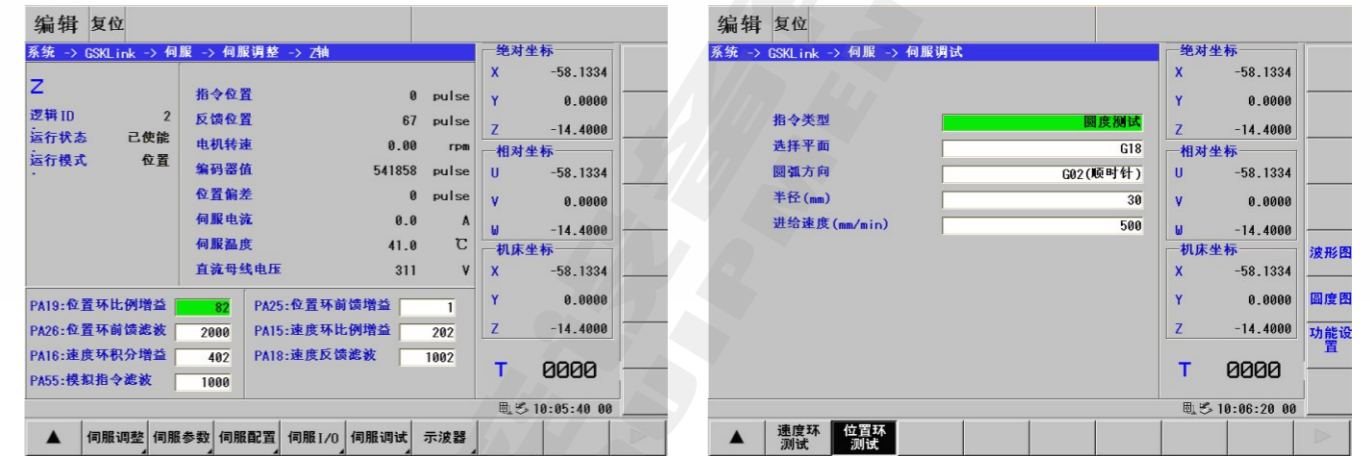 编辑 复位
系统 -> GSKLink -> 伺服 -> 伺服调整 -> Z轴
Z
逻辑ID 2
运行状态 已使能
运行模式 位置
指令位置 0 pulse
反馈位置 67 pulse
电机转速 0.00 rpm
编码器值 541858 pulse
位置偏差 0 pulse
伺服电流 0.0 A
伺服温度 41.0 ℃
直流母线电压 311 V
PA19:位置环比例增益 82 PA25:位置环前馈增益 1
PA26:位置环前馈滤波 2000 PA15:速度环比例增益 202
PA16:速度环积分增益 402 PA18:速度反馈滤波 1002
PA55:模拟指令滤波 1000
绝对坐标
X -58.1334
Y 0.0000
Z -14.4000
相对坐标
U -58.1334
V 0.0000
W -14.4000
机床坐标
X -58.1334
Y 0.0000
Z -14.4000
T 0000
10:05:40 00
▲ 伺服调整 伺服参数 伺服配置 伺服I/O 伺服调试 示波器
编辑 复位
系统 -> GSKLink -> 伺服 -> 伺服调试
指令类型 圆度测试
选择平面 G18
圆弧方向 G02(顺时针)
半径(mm) 30
进给速度(mm/min) 500
绝对坐标
X -58.1334
Y 0.0000
Z -14.4000
相对坐标
U -58.1334
V 0.0000
W -14.4000
机床坐标
X -58.1334
Y 0.0000
Z -14.4000
T 0000
10:06:20 00
波形图
圆度图
功能设
置
▲ 速度环
测试
位置环
测试